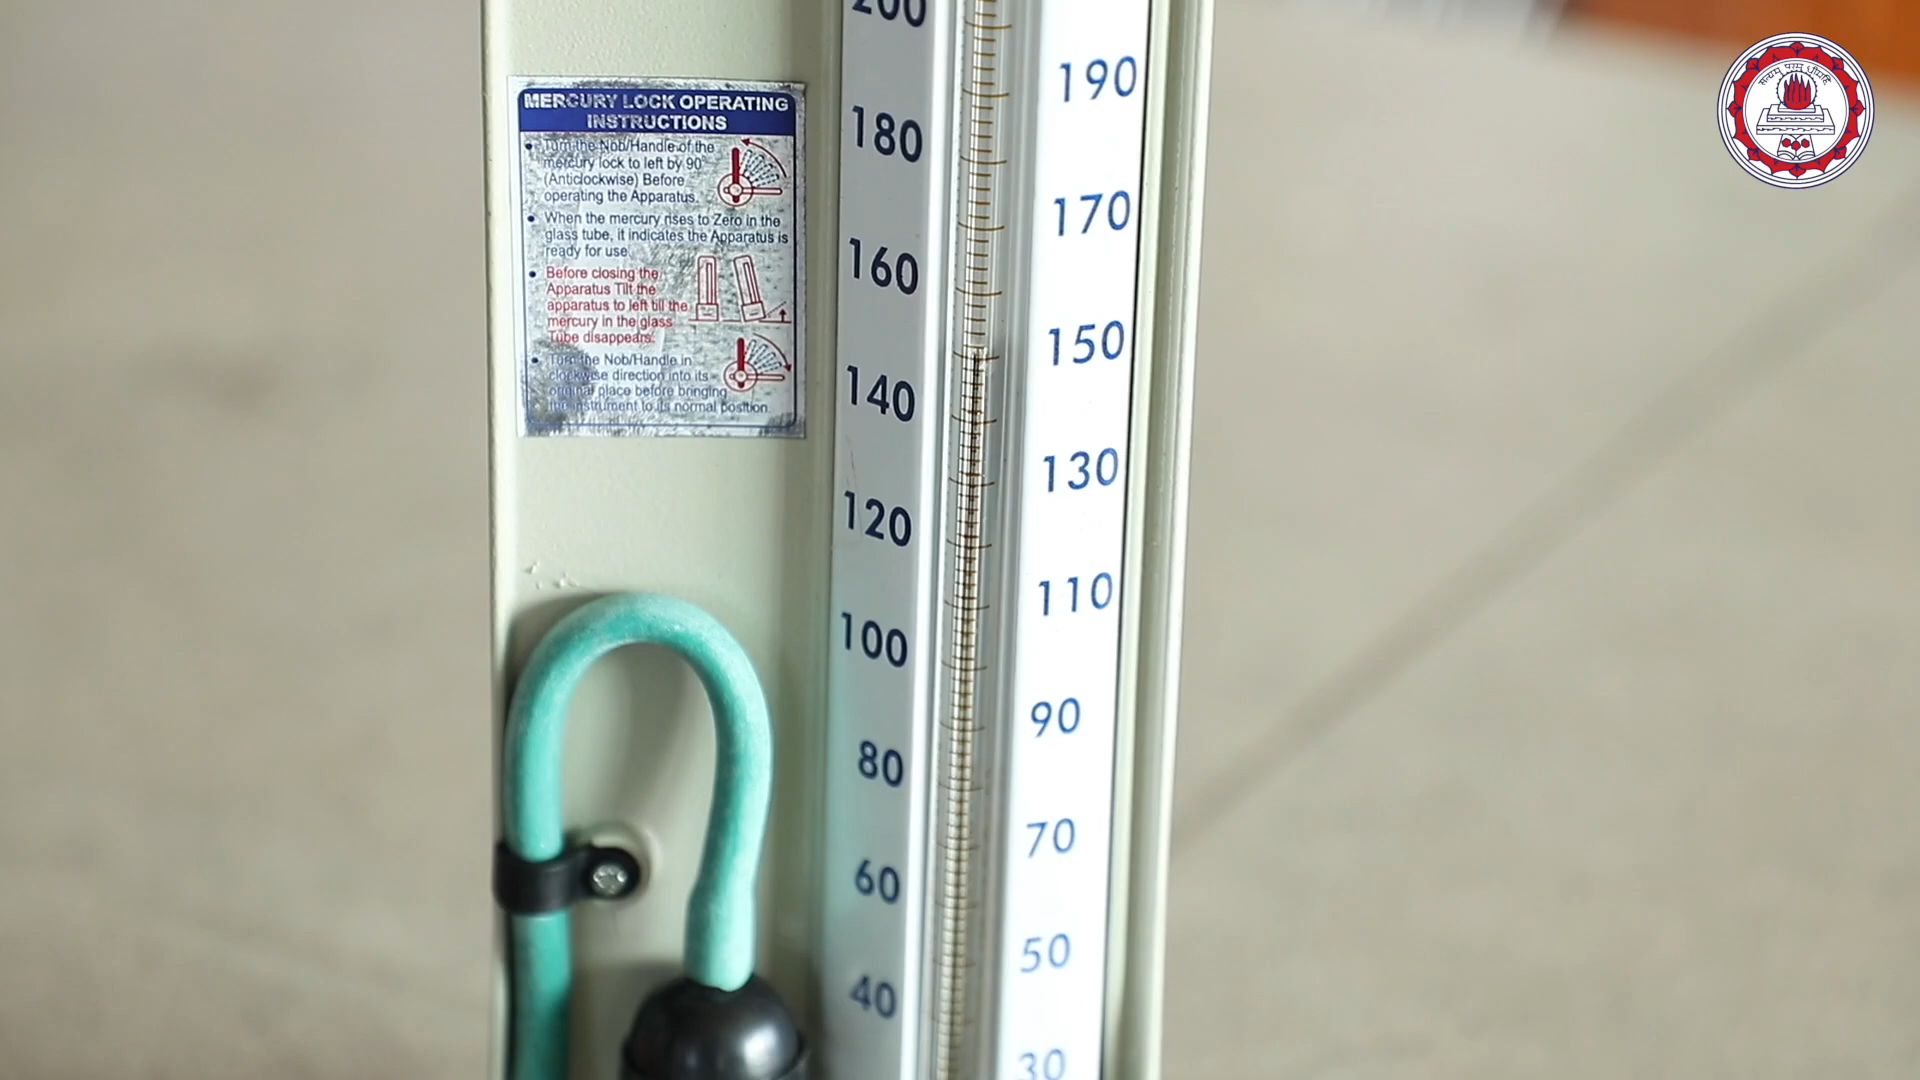 MERCURY LOCK OPERATING
INSTRUCTIONS
Turn the Nob/Handle of the
mercury lock to left by 90°
(Anticlockwise) Before
operating the Apparatus.
When the mercury rises to Zero in the
glass tube, it indicates the Apparatus is
ready for use
Before closing the
Apparatus Tilt the
apparatus to left till the
mercury in the glass
Tube disappears.
Turn the Nob/Handle in
clockwise direction into its
original place before bringing
the instrument to its normal position.
200
180
160
140
120
100
80
60
40
190
170
150
130
110
90
70
50
30